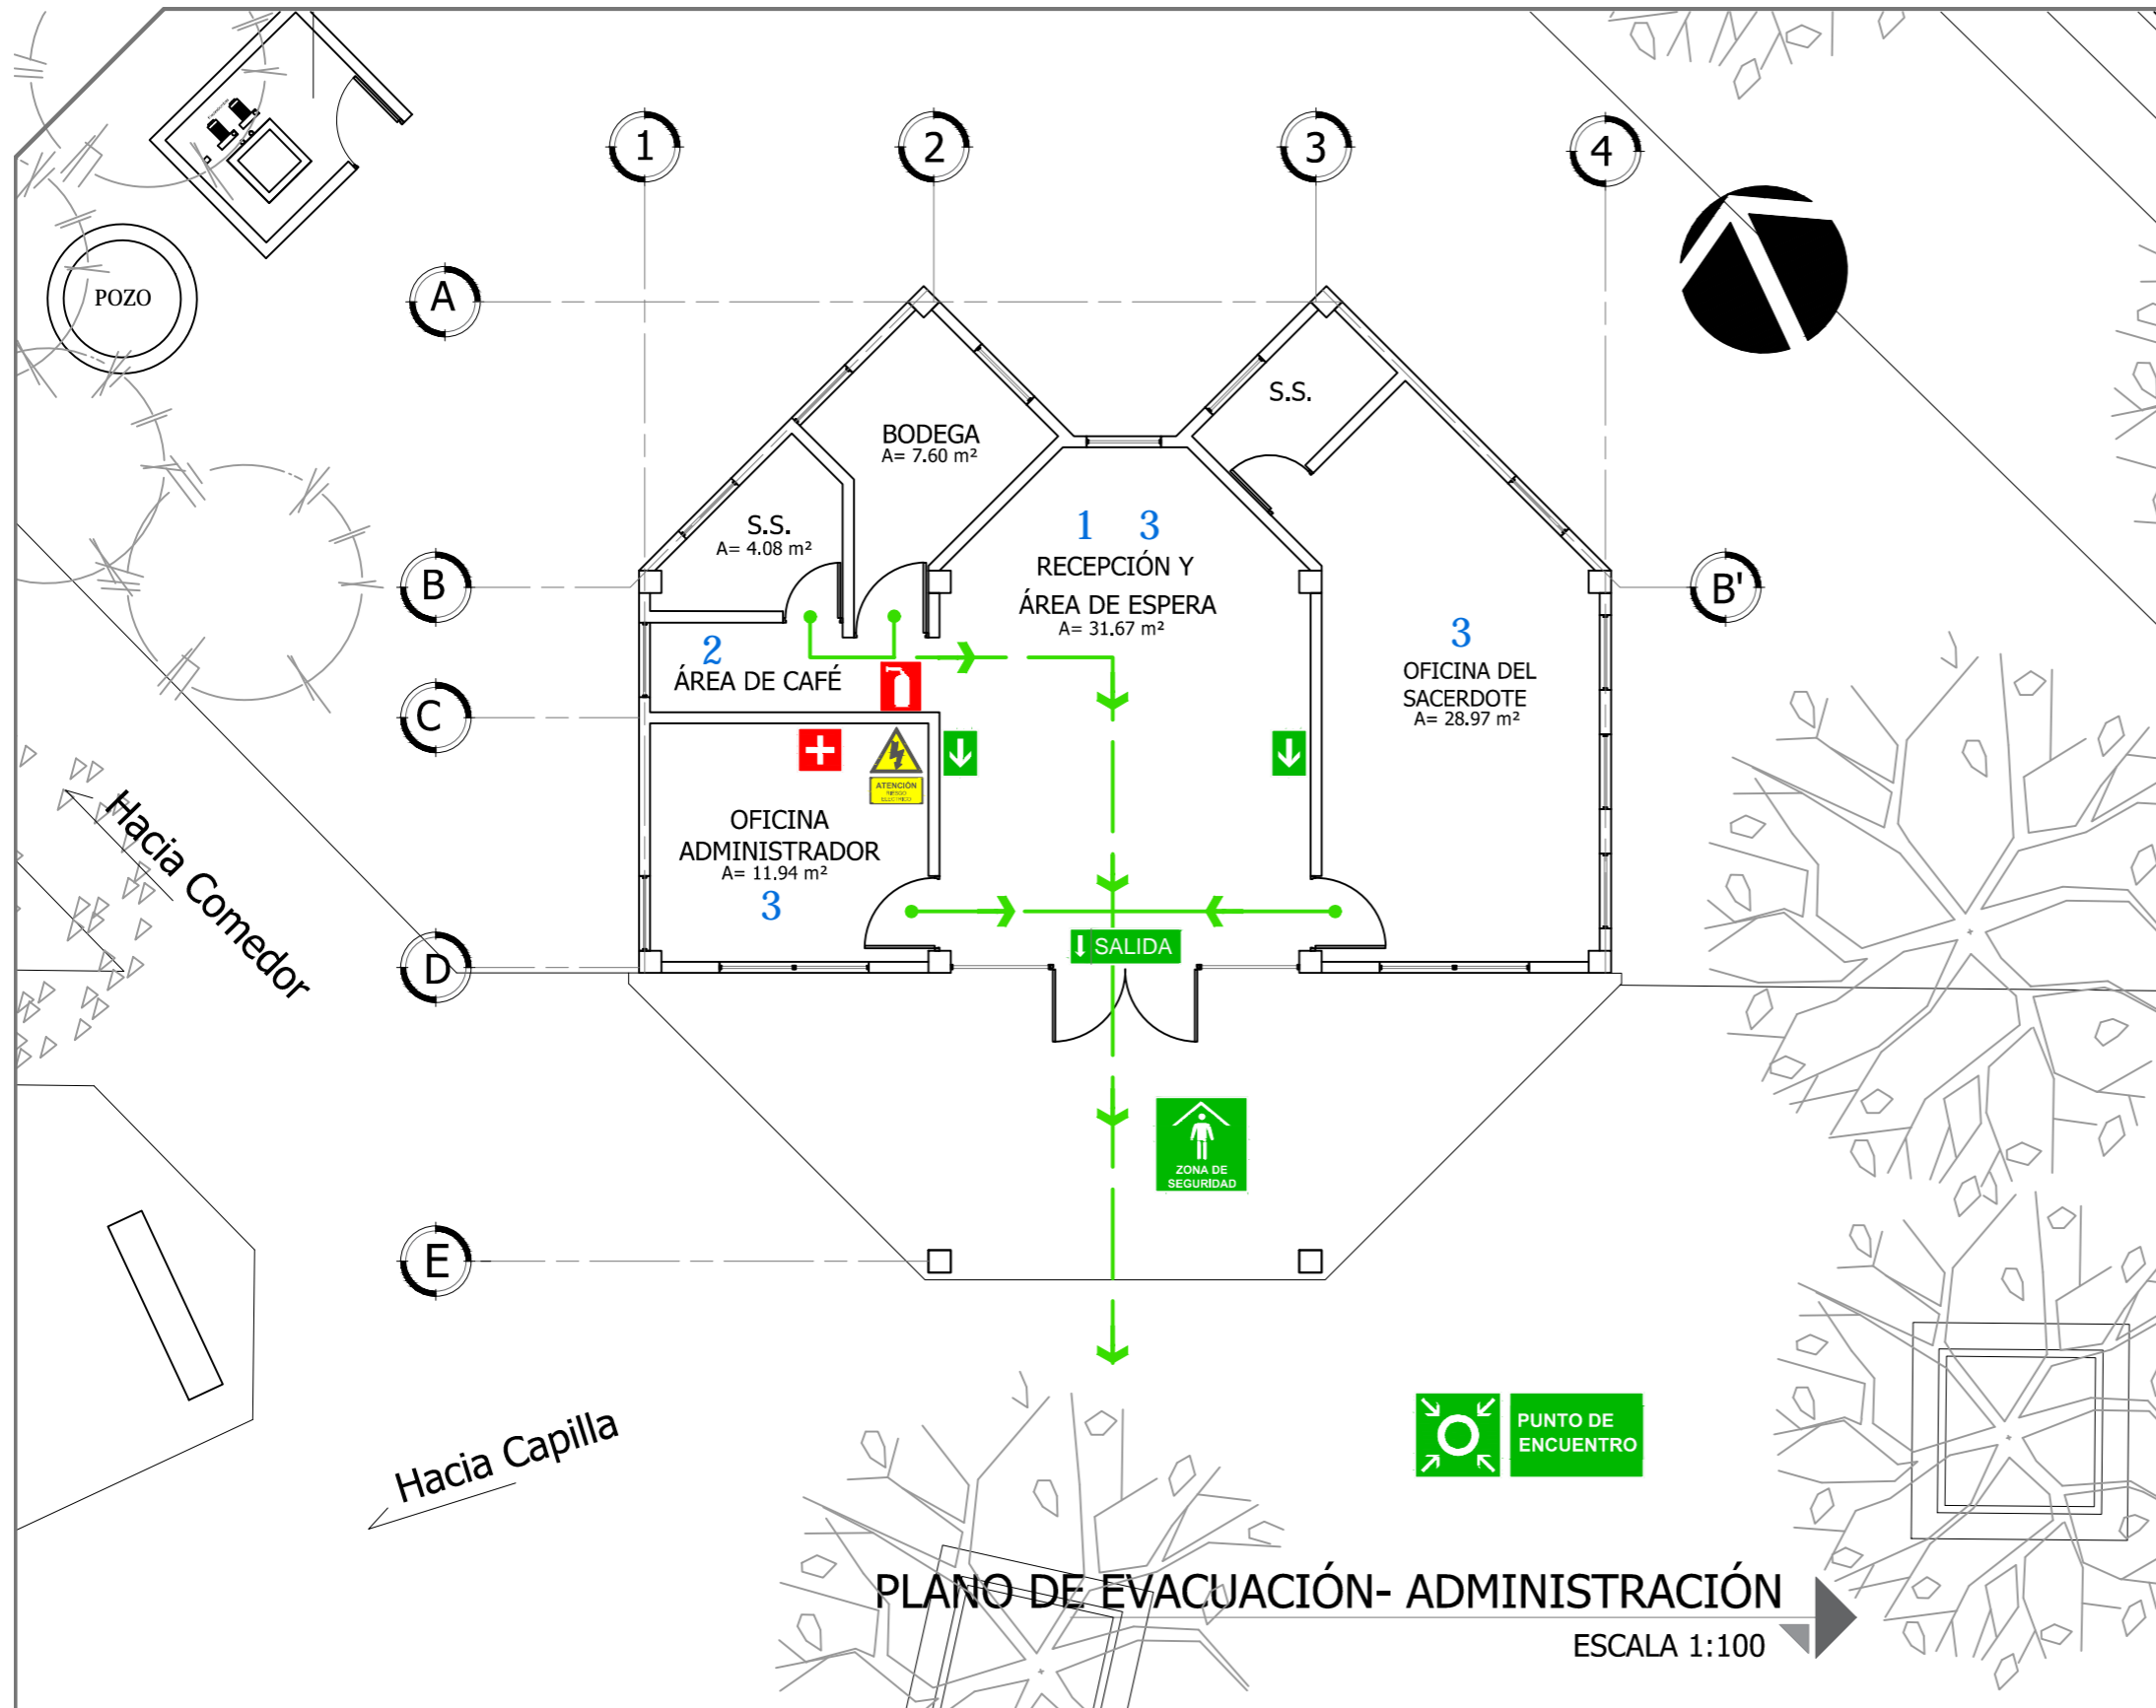 1
2
3
4
A
POZO
S.S.
BODEGA
A= 7.60 m²
S.S.
A= 4.08 m²
1 3
RECEPCIÓN Y
ÁREA DE ESPERA
A= 31.67 m²
B
B'
2
ÁREA DE CAFÉ
3
OFICINA DEL
SACERDOTE
A= 28.97 m²
C
ATENCIÓN
RIESGO
ELECTRICO
OFICINA
ADMINISTRADOR
A= 11.94 m²
3
Hacia Comedor
SALIDA
D
ZONA DE
SEGURIDAD
E
Hacia Capilla
PUNTO DE
ENCUENTRO
PLANO DE EVACUACIÓN- ADMINISTRACIÓN
ESCALA 1:100